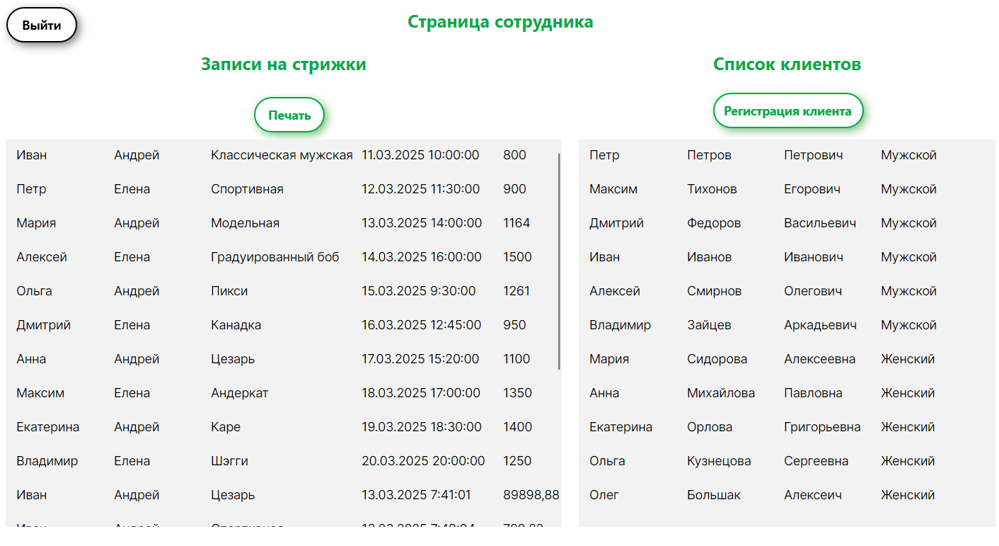 Выйти
Страница сотрудника
Записи на стрижки
Печать
Иван Андрей Классическая мужская 11.03.2025 10:00:00 800
Петр Елена Спортивная 12.03.2025 11:30:00 900
Мария Андрей Модельная 13.03.2025 14:00:00 1164
Алексей Елена Градуированный боб 14.03.2025 16:00:00 1500
Ольга Андрей Пикси 15.03.2025 9:30:00 1261
Дмитрий Елена Канадка 16.03.2025 12:45:00 950
Анна Андрей Цезарь 17.03.2025 15:20:00 1100
Максим Елена Андеркат 18.03.2025 17:00:00 1350
Екатерина Андрей Каре 19.03.2025 18:30:00 1400
Владимир Елена Шэгги 20.03.2025 20:00:00 1250
Иван Андрей Цезарь 13.03.2025 7:41:01 89898,88
Список клиентов
Регистрация клиента
Петр Петров Петрович Мужской
Максим Тихонов Егорович Мужской
Дмитрий Федоров Васильевич Мужской
Иван Иванов Иванович Мужской
Алексей Смирнов Олегович Мужской
Владимир Зайцев Аркадьевич Мужской
Мария Сидорова Алексеевна Женский
Анна Михайлова Павловна Женский
Екатерина Орлова Григорьевна Женский
Ольга Кузнецова Сергеевна Женский
Олег Большак Алексеич Женский